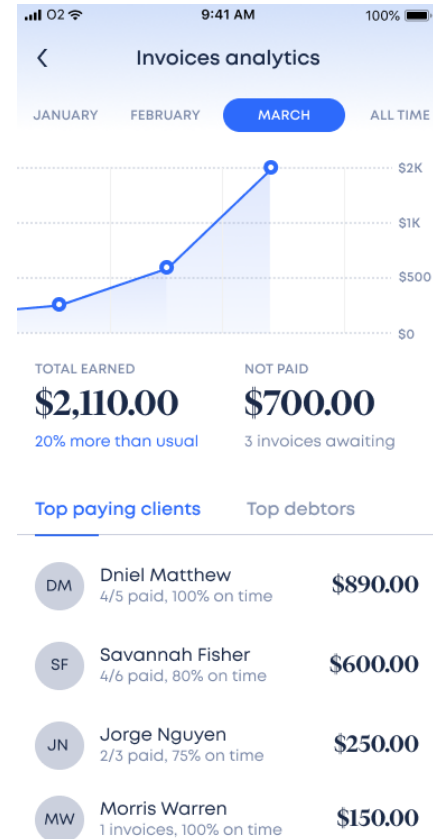 O2 9:41 AM 100%
Invoices analytics
JANUARY FEBRUARY MARCH ALL TIME
$2K
$1K
$500
$0
TOTAL EARNED NOT PAID
$2,110.00 $700.00
20% more than usual 3 invoices awaiting
Top paying clients Top debtors
DM Dniel Matthew $890.00
4/5 paid, 100% on time
SF Savannah Fisher $600.00
4/6 paid, 80% on time
JN Jorge Nguyen $250.00
2/3 paid, 75% on time
MW Morris Warren $150.00
1 invoices, 100% on time